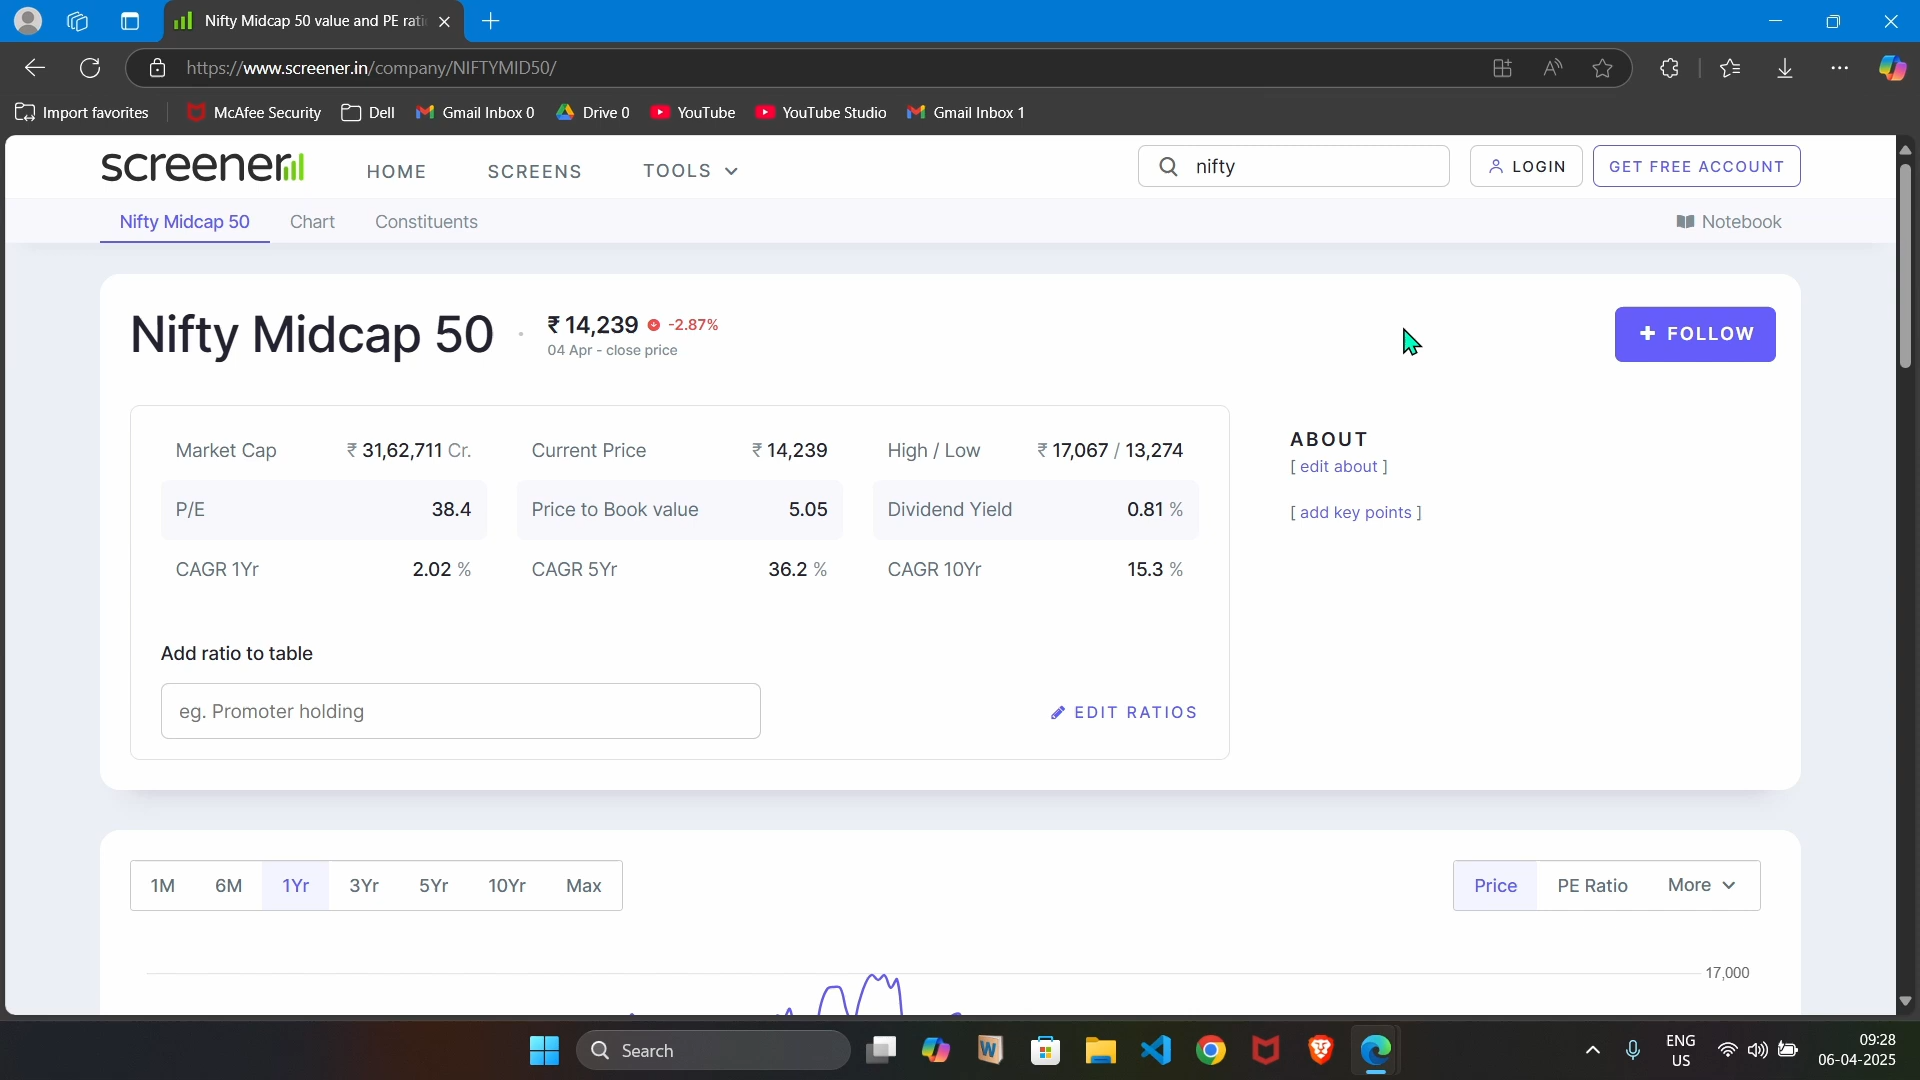 Nifty Midcap 50 value and PE rati
https://www.screener.in/company/NIFTYMID50/
Import favorites McAfee Security Dell Gmail Inbox 0 Drive 0 YouTube YouTube Studio Gmail Inbox 1
screener HOME SCREENS TOOLS nifty LOGIN GET FREE ACCOUNT
Nifty Midcap 50 Chart Constituents Notebook
Nifty Midcap 50 · ₹ 14,239 -2.87%
04 Apr - close price
+ FOLLOW
Market Cap ₹ 31,62,711 Cr. Current Price ₹ 14,239 High / Low ₹ 17,067 / 13,274
P/E 38.4 Price to Book value 5.05 Dividend Yield 0.81 %
CAGR 1Yr 2.02 % CAGR 5Yr 36.2 % CAGR 10Yr 15.3 %
Add ratio to table
eg. Promoter holding EDIT RATIOS
ABOUT
[ edit about ]
[ add key points ]
1M 6M 1Yr 3Yr 5Yr 10Yr Max Price PE Ratio More
17,000
Search
ENG
US
09:28
06-04-2025